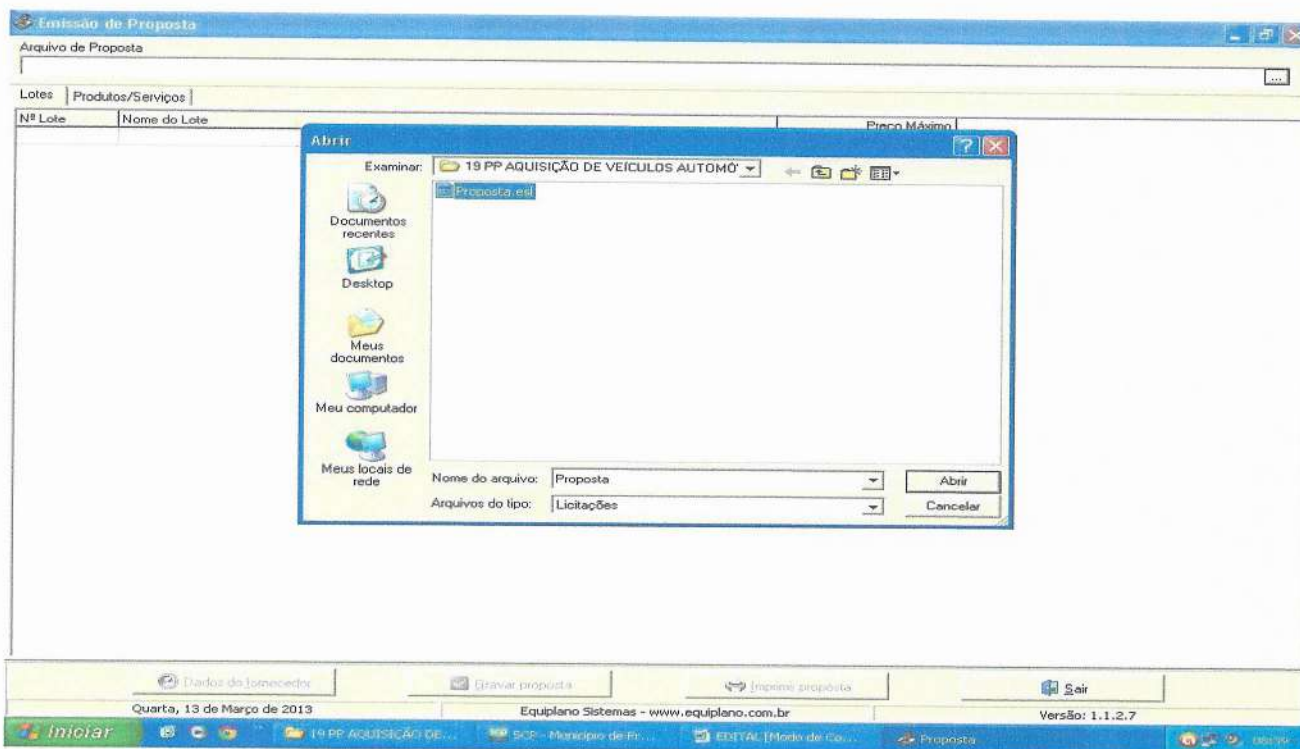 Emissão de Proposta
Arquivo de Proposta
...
Lotes Produtos/Serviços
Nº Lote Nome do Lote Preço Máximo
Abrir
Examinar: 19 PP AQUISIÇÃO DE VEÍCULOS AUTOMÓ'
Proposta.esl
Documentos
recentes
Desktop
Meus
documentos
Meu computador
Meus locais de
rede
Nome do arquivo: Proposta Abrir
Arquivos do tipo: Licitações Cancelar
Dados do fornecedor Gravar proposta Imprimir proposta Sair
Quarta, 13 de Março de 2013 Equiplano Sistemas - www.equiplano.com.br Versão: 1.1.2.7
Iniciar 19 PP AQUISIÇÃO DE... SCP - Município de Fr... EDITAL [Modo de Co... Proposta